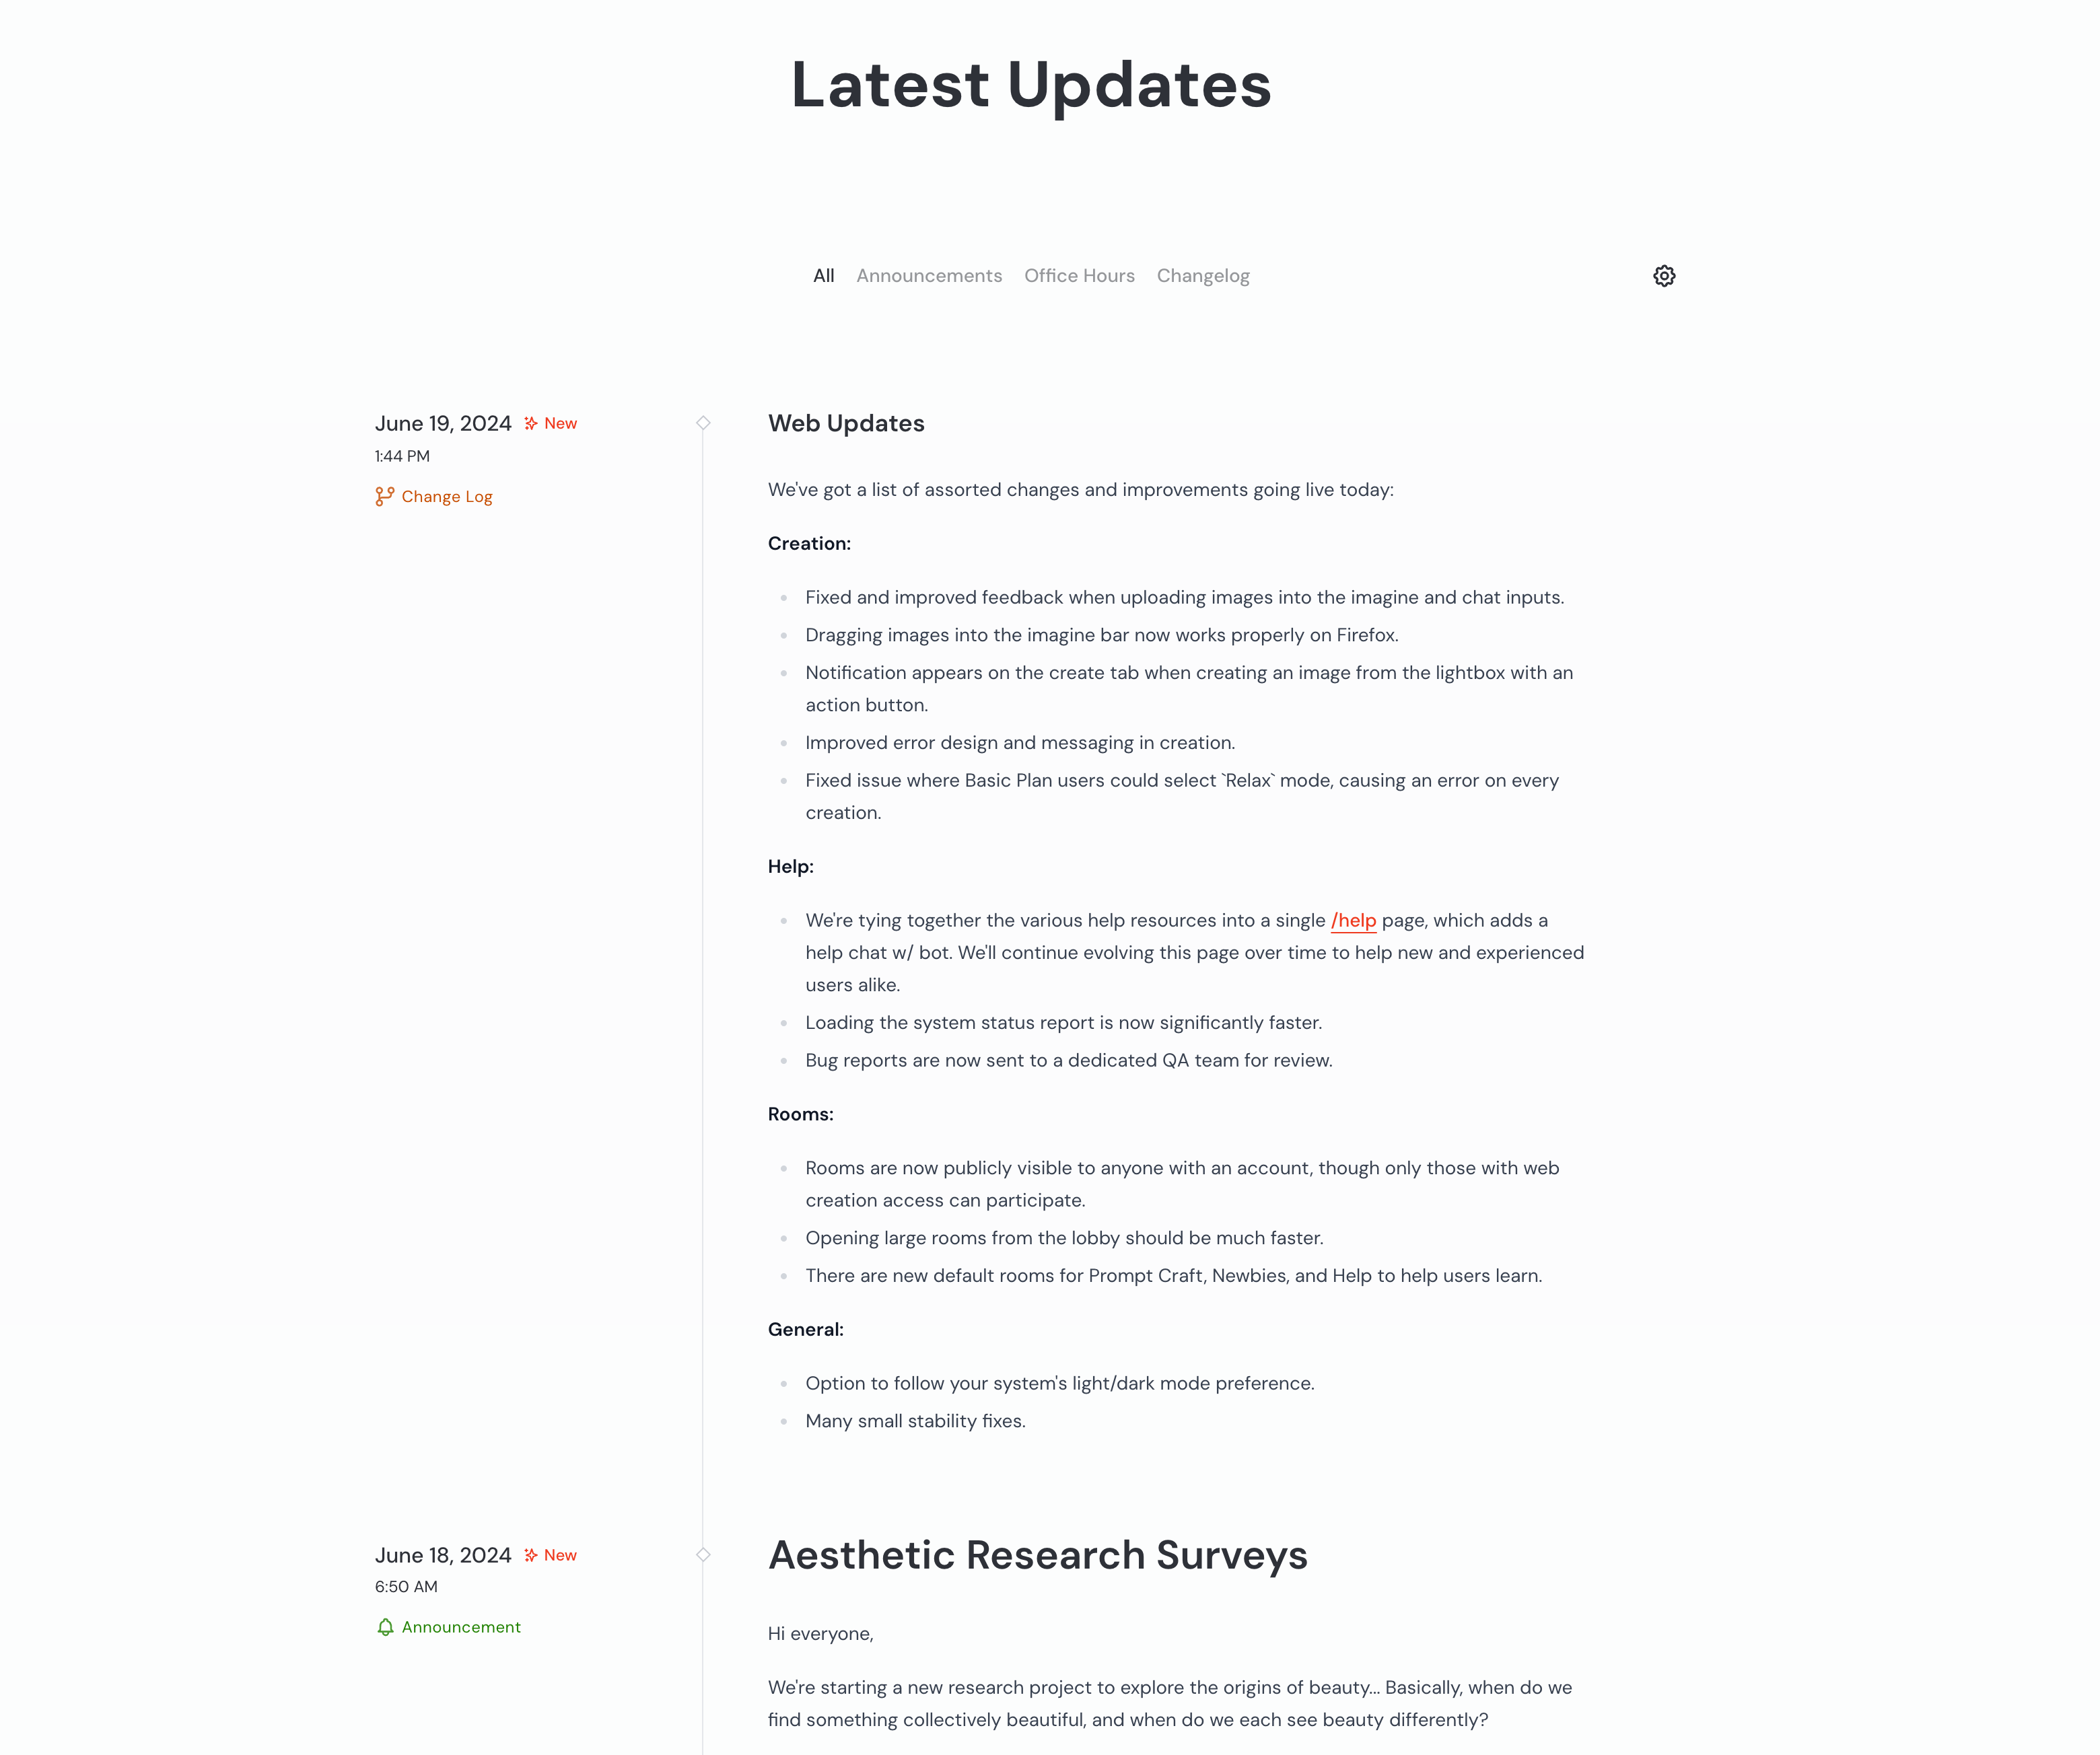 Latest Updates
All Announcements Office Hours Changelog
June 19, 2024 New
1:44 PM
Change Log
Web Updates
We've got a list of assorted changes and improvements going live today:
Creation:
Fixed and improved feedback when uploading images into the imagine and chat inputs.
Dragging images into the imagine bar now works properly on Firefox.
Notification appears on the create tab when creating an image from the lightbox with an
action button.
Improved error design and messaging in creation.
Fixed issue where Basic Plan users could select `Relax` mode, causing an error on every
creation.
Help:
We're tying together the various help resources into a single /help page, which adds a
help chat w/ bot. We'll continue evolving this page over time to help new and experienced
users alike.
Loading the system status report is now significantly faster.
Bug reports are now sent to a dedicated QA team for review.
Rooms:
Rooms are now publicly visible to anyone with an account, though only those with web
creation access can participate.
Opening large rooms from the lobby should be much faster.
There are new default rooms for Prompt Craft, Newbies, and Help to help users learn.
General:
Option to follow your system's light/dark mode preference.
Many small stability fixes.
June 18, 2024 New
6:50 AM
Announcement
Aesthetic Research Surveys
Hi everyone,
We're starting a new research project to explore the origins of beauty... Basically, when do we
find something collectively beautiful, and when do we each see beauty differently?